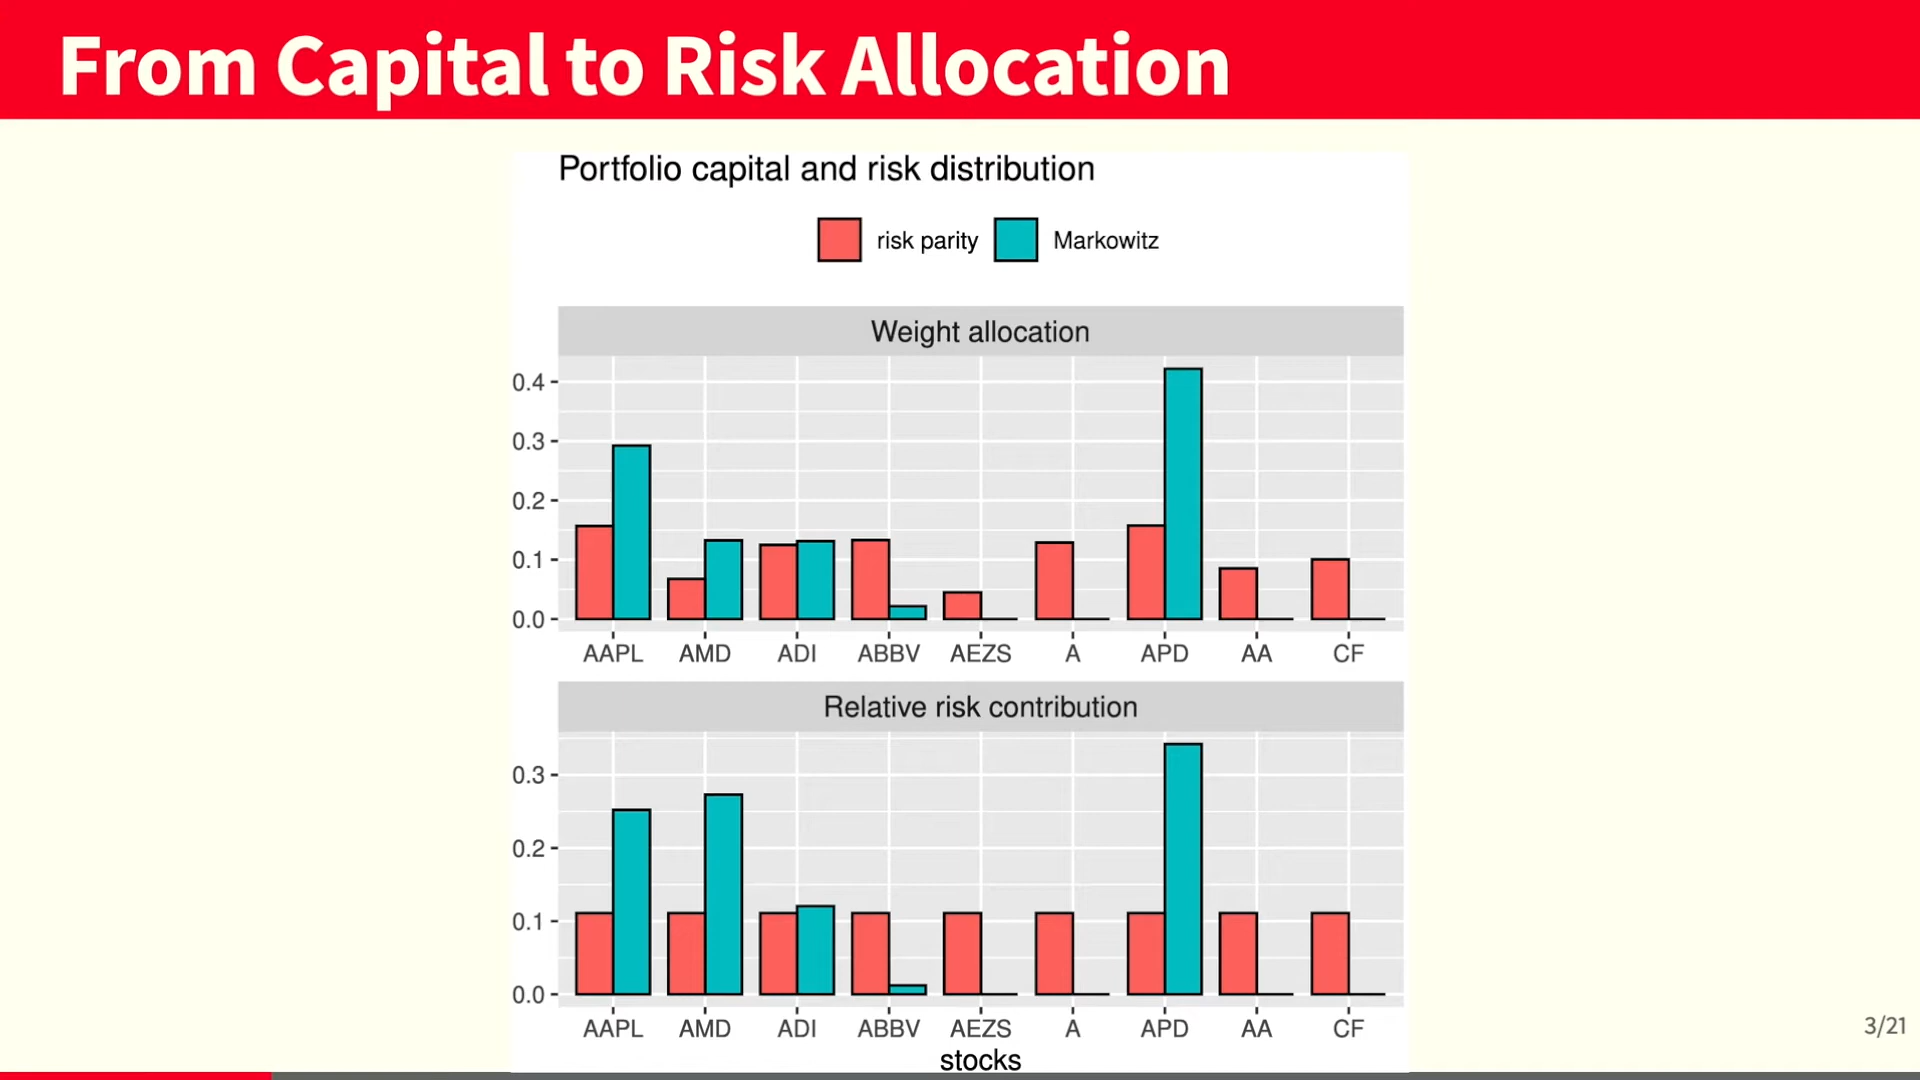 From Capital to Risk Allocation
Portfolio capital and risk distribution
risk parity Markowitz
Weight allocation
0.4
0.3
0.2
0.1
0.0
AAPL AMD ADI ABBV AEZS A APD AA CF
Relative risk contribution
0.3
0.2
0.1
0.0
AAPL AMD ADI ABBV AEZS A APD AA CF
stocks
3/21